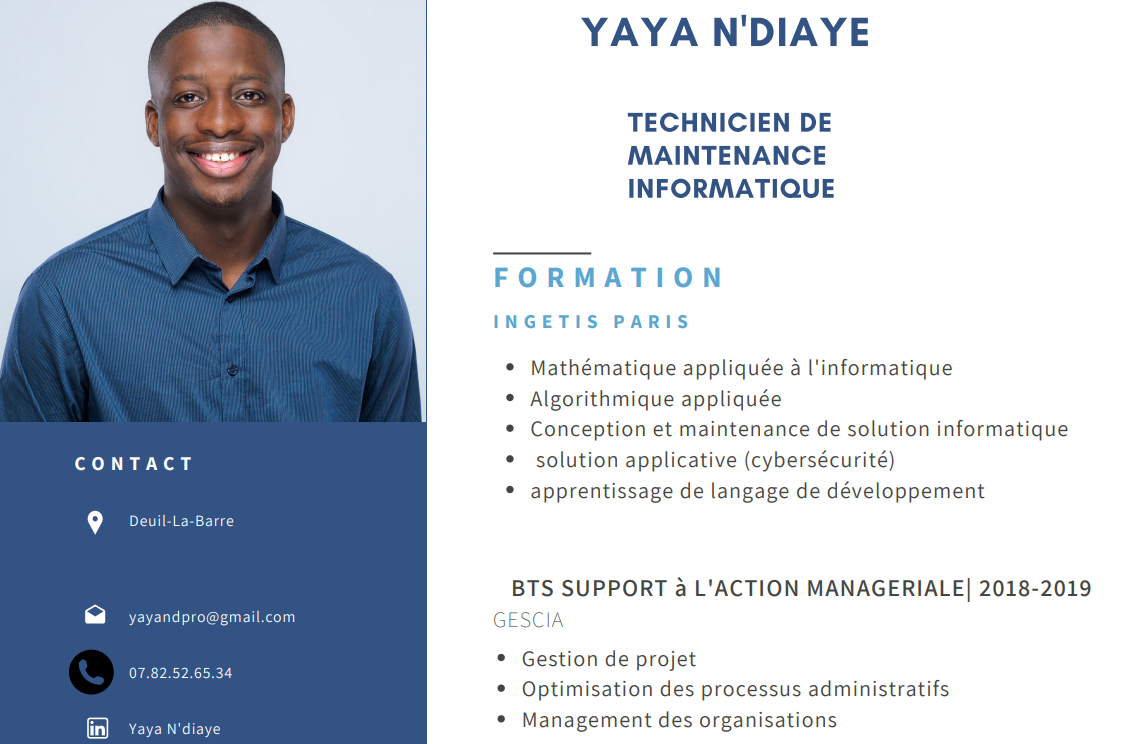 YAYA N'DIAYE
TECHNICIEN DE
MAINTENANCE
INFORMATIQUE
FORMATION
INGETIS PARIS
Mathématique appliquée à l'informatique
Algorithmique appliquée
Conception et maintenance de solution informatique
solution applicative (cybersécurité)
apprentissage de langage de développement
BTS SUPPORT à L'ACTION MANAGERIALE| 2018-2019
GESCIA
Gestion de projet
Optimisation des processus administratifs
Management des organisations
CONTACT
Deuil-La-Barre
yayandpro@gmail.com
07.82.52.65.34
in
Yaya N'diaye